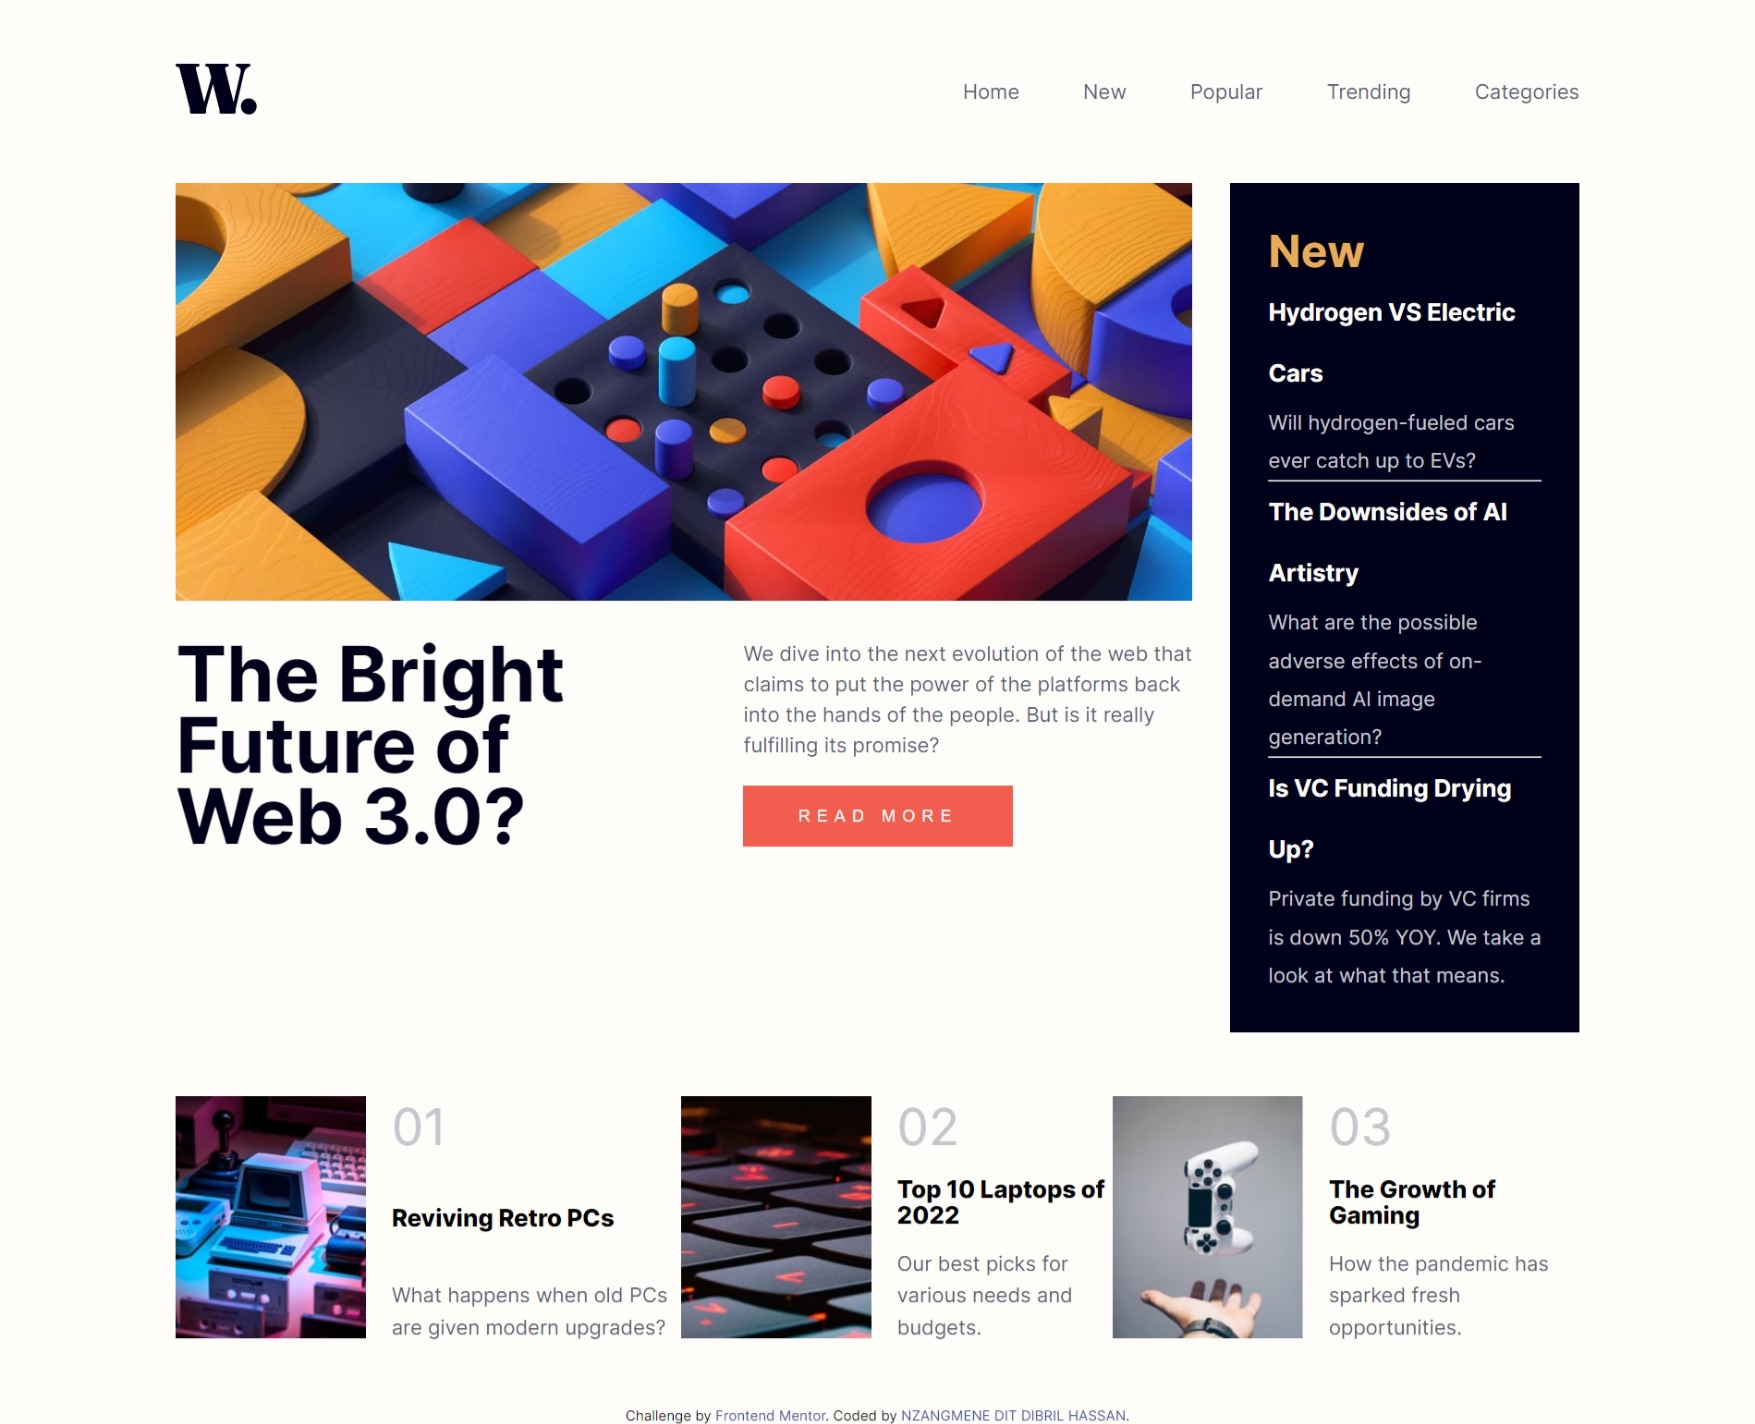 W.
Home New Popular Trending Categories
New
Hydrogen VS Electric
Cars
Will hydrogen-fueled cars
ever catch up to EVs?
The Downsides of AI
Artistry
What are the possible
adverse effects of on-
demand AI image
generation?
Is VC Funding Drying
Up?
Private funding by VC firms
is down 50% YOY. We take a
look at what that means.
The Bright
Future of
Web 3.0?
We dive into the next evolution of the web that
claims to put the power of the platforms back
into the hands of the people. But is it really
fulfilling its promise?
READ MORE
01
Reviving Retro PCs
What happens when old PCs
are given modern upgrades?
02
Top 10 Laptops of
2022
Our best picks for
various needs and
budgets.
03
The Growth of
Gaming
How the pandemic has
sparked fresh
opportunities.
Challenge by Frontend Mentor. Coded by NZANGMENE DIT DIBRIL HASSAN.